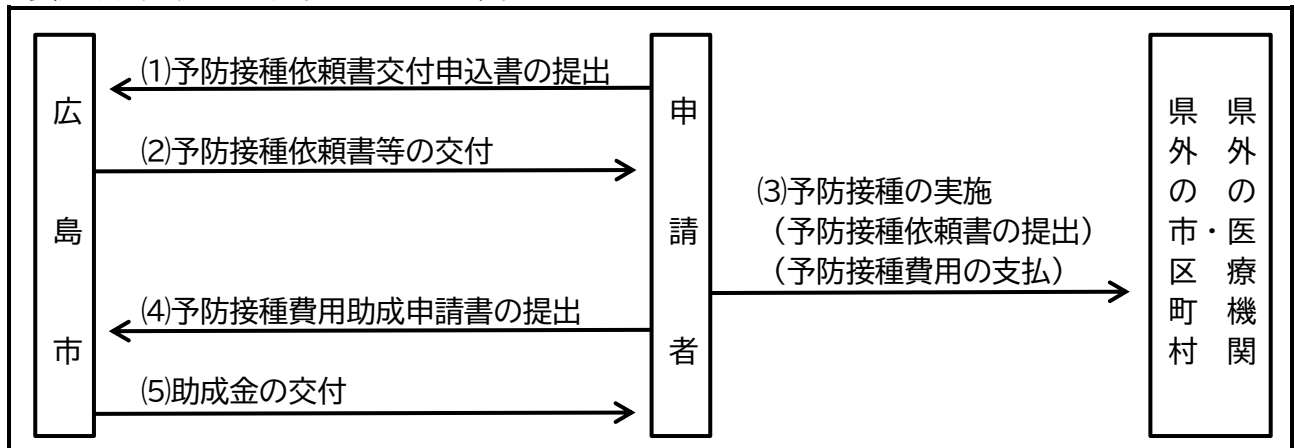 広島市
⑴予防接種依頼書交付申込書の提出
⑵予防接種依頼書等の交付
⑷予防接種費用助成申請書の提出
⑸助成金の交付
申請者
⑶予防接種の実施
（予防接種依頼書の提出）
（予防接種費用の支払）
県外の医療機関・
県外の市区町村